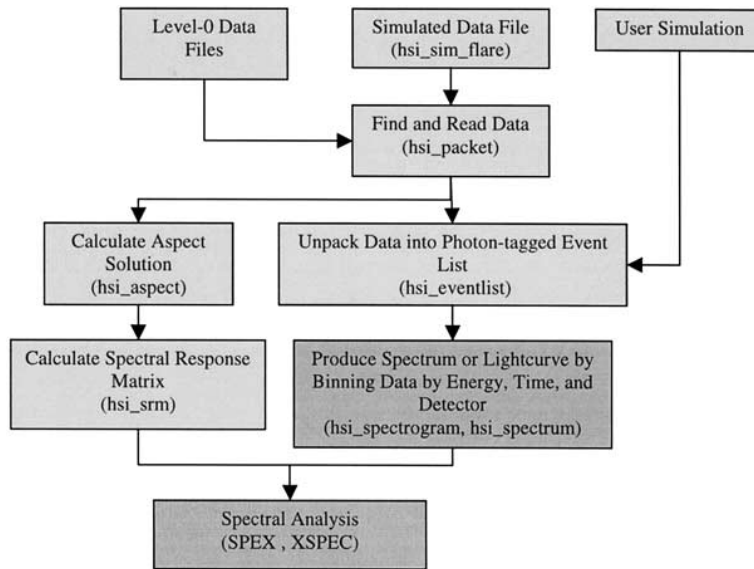 Level-0 Data
Files
Simulated Data File
(hsi_sim_flare)
User Simulation
Find and Read Data
(hsi_packet)
Calculate Aspect
Solution
(hsi_aspect)
Unpack Data into Photon-tagged Event
List
(hsi_eventlist)
Calculate Spectral Response
Matrix
(hsi_srm)
Produce Spectrum or Lightcurve by
Binning Data by Energy, Time, and
Detector
(hsi_spectrogram, hsi_spectrum)
Spectral Analysis
(SPEX , XSPEC)